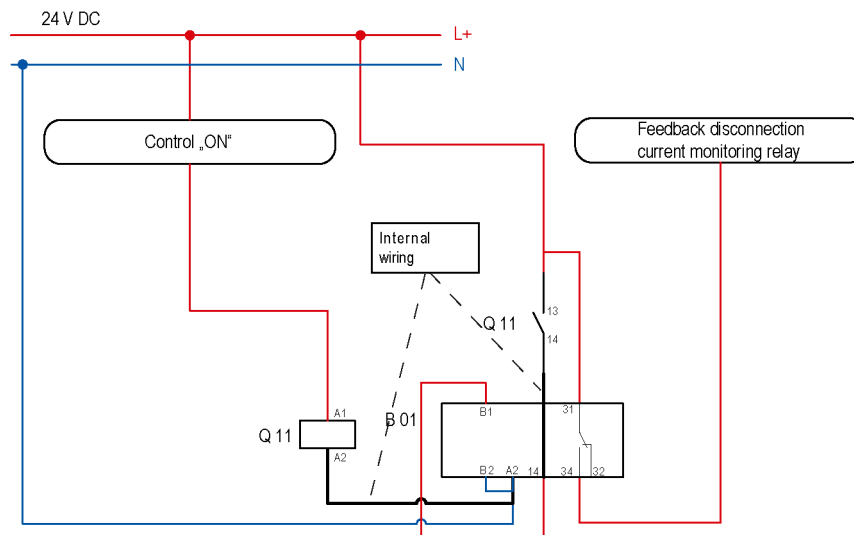 24 V DC
L+
N
Control „ON“
Feedback disconnection
current monitoring relay
Internal
wiring
13
Q 11
14
A1
B 01
B1
31
Q 11
A2
B2
A2
14
34
32